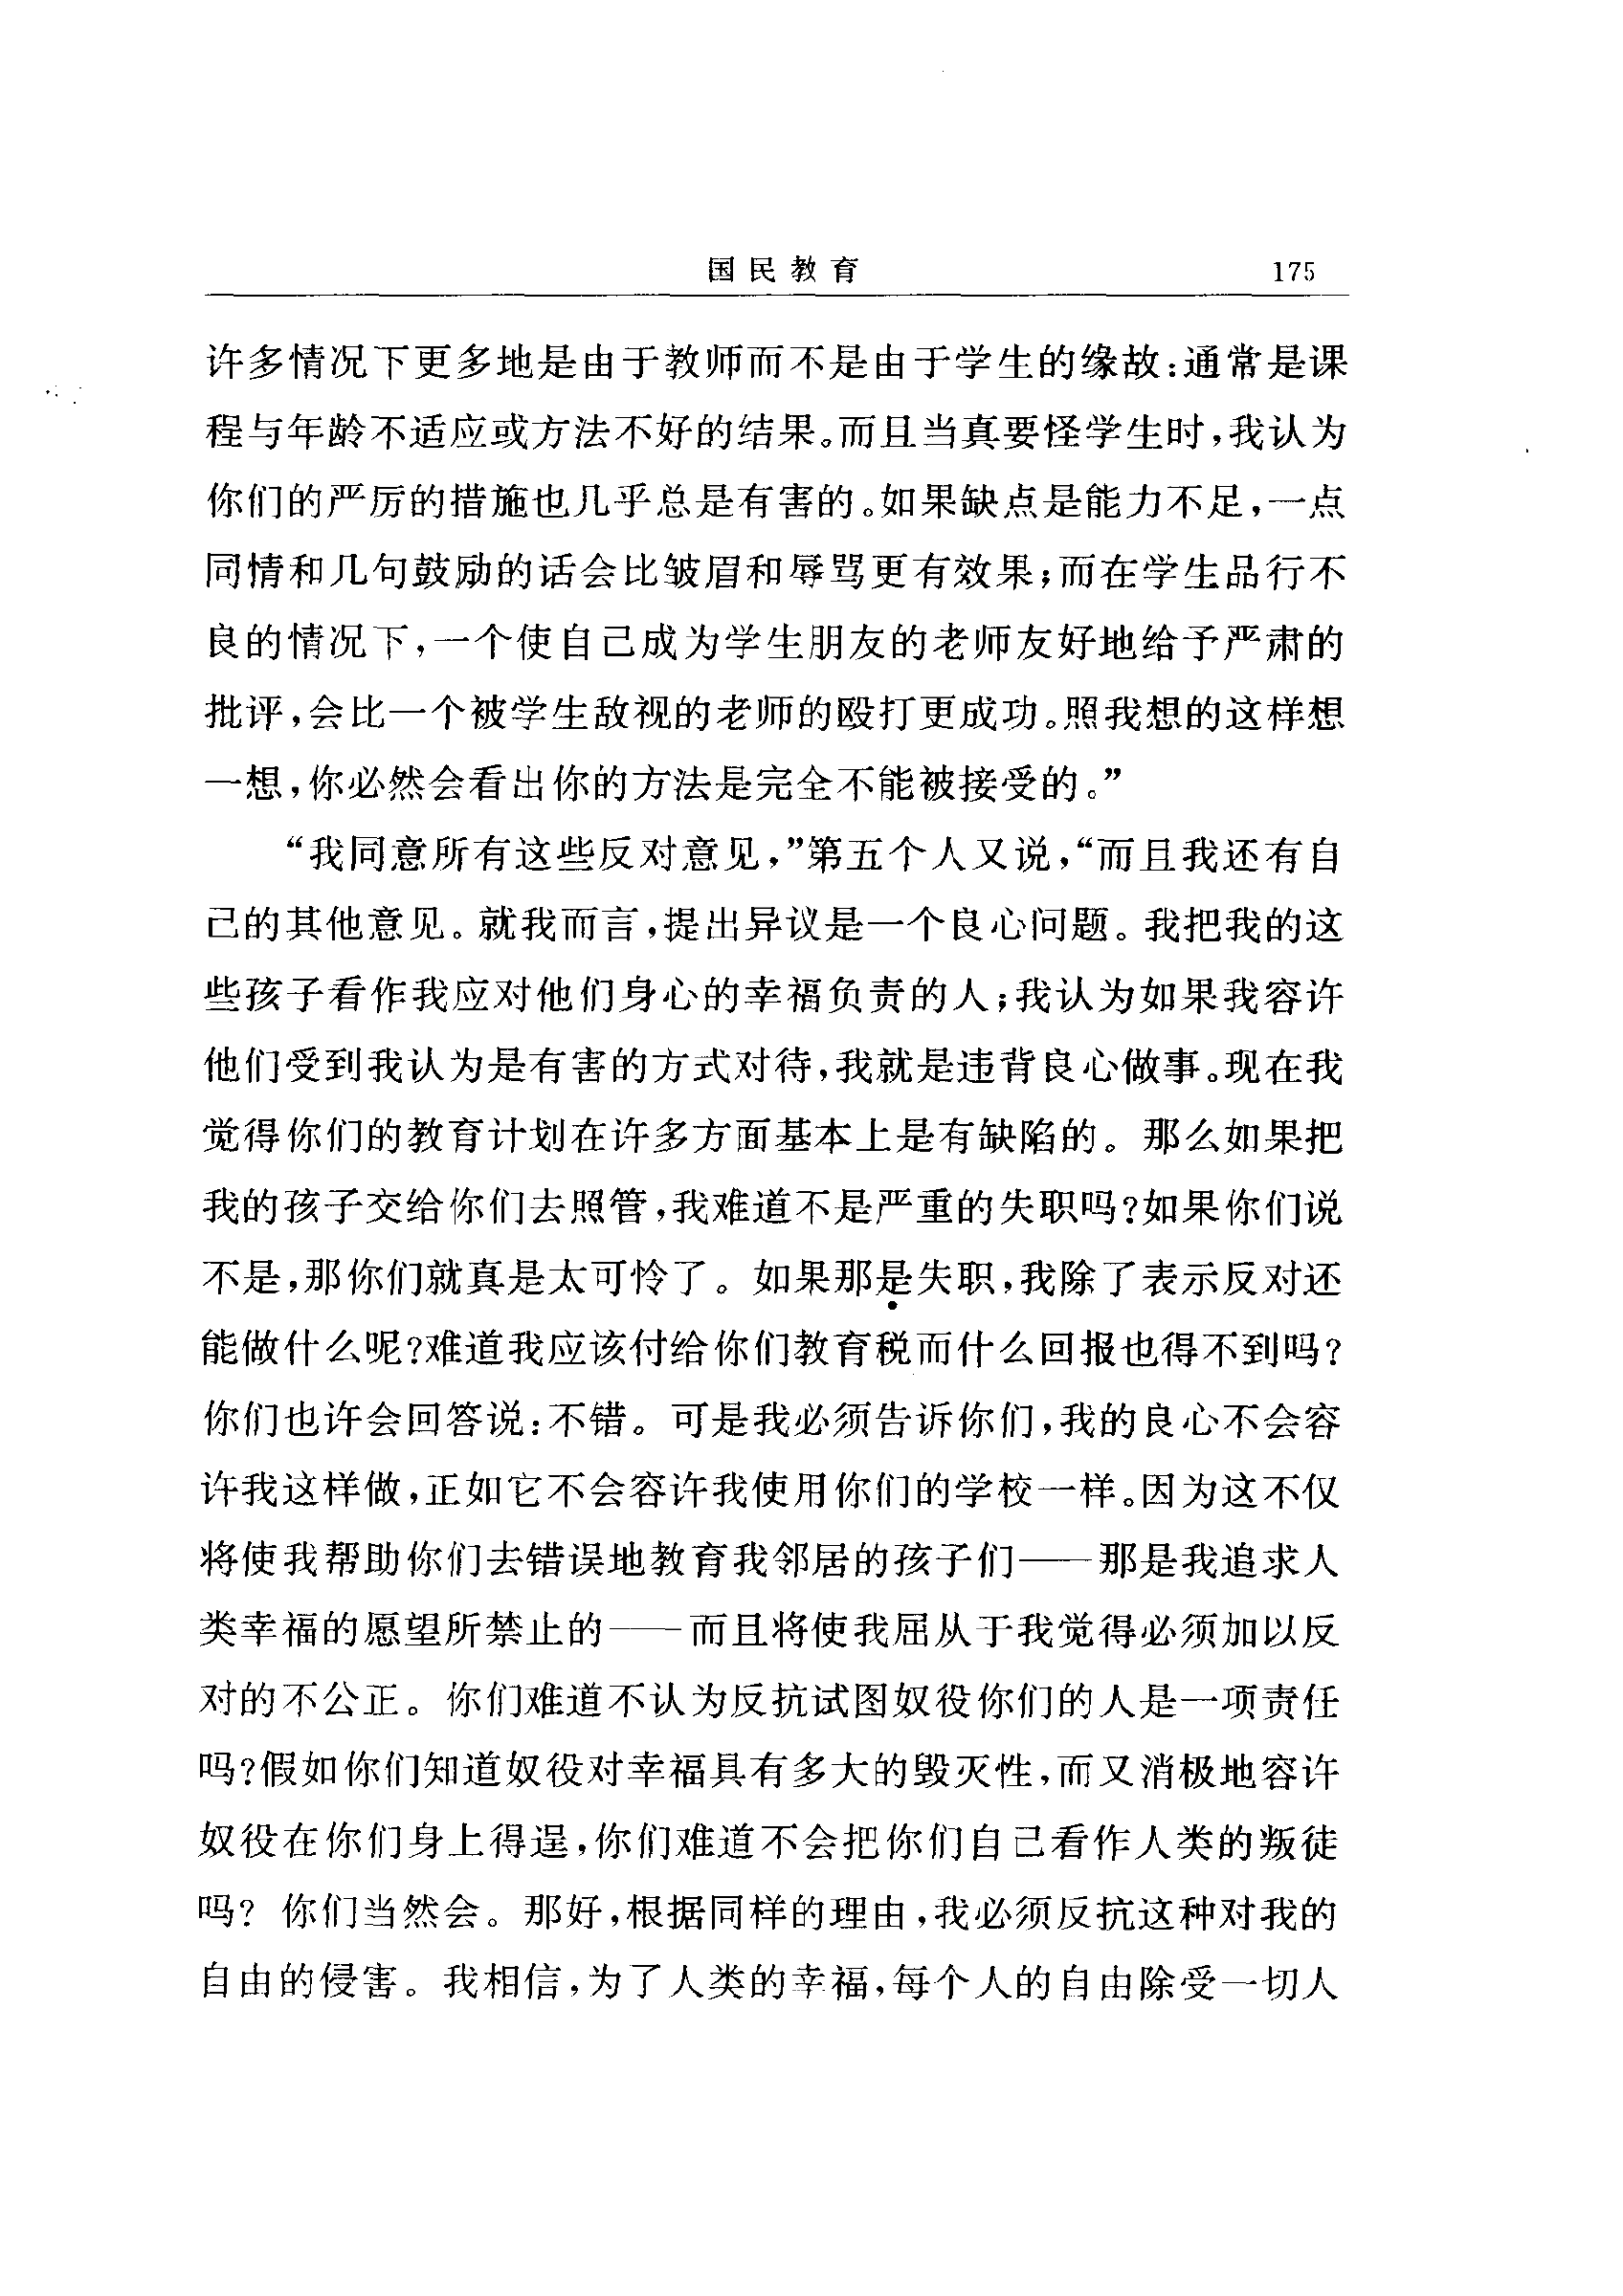 国民教育 175
许多情况下更多地是由于教师而不是由于学生的缘故:通常是课
程与年龄不适应或方法不好的结果。而且当真要怪学生时,我认为
你们的严厉的措施也几乎总是有害的。如果缺点是能力不足,一点
同情和几句鼓励的话会比皱眉和辱骂更有效果;而在学生品行不
良的情况下,一个使自己成为学生朋友的老师友好地给予严肃的
批评,会比一个被学生敌视的老师的殴打更成功。照我想的这样想
一想,你必然会看出你的方法是完全不能被接受的。”
“我同意所有这些反对意见,”第五个人又说,“而且我还有自
己的其他意见。就我而言,提出异议是一个良心问题。我把我的这
些孩子看作我应对他们身心的幸福负责的人;我认为如果我容许
他们受到我认为是有害的方式对待,我就是违背良心做事。现在我
觉得你们的教育计划在许多方面基本上是有缺陷的。那么如果把
我的孩子交给你们去照管,我难道不是严重的失职吗?如果你们说
不是,那你们就真是太可怜了。如果那是失职,我除了表示反对还
能做什么呢?难道我应该付给你们教育税而什么回报也得不到吗?
你们也许会回答说:不错。可是我必须告诉你们,我的良心不会容
许我这样做,正如它不会容许我使用你们的学校一样。因为这不仅
将使我帮助你们去错误地教育我邻居的孩子们——那是我追求人
类幸福的愿望所禁止的——而且将使我屈从于我觉得必须加以反
对的不公正。你们难道不认为反抗试图奴役你们的人是一项责任
吗?假如你们知道奴役对幸福具有多大的毁灭性,而又消极地容许
奴役在你们身上得逞,你们难道不会把你们自己看作人类的叛徒
吗?你们当然会。那好,根据同样的理由,我必须反抗这种对我的
自由的侵害。我相信,为了人类的幸福,每个人的自由除受一切人